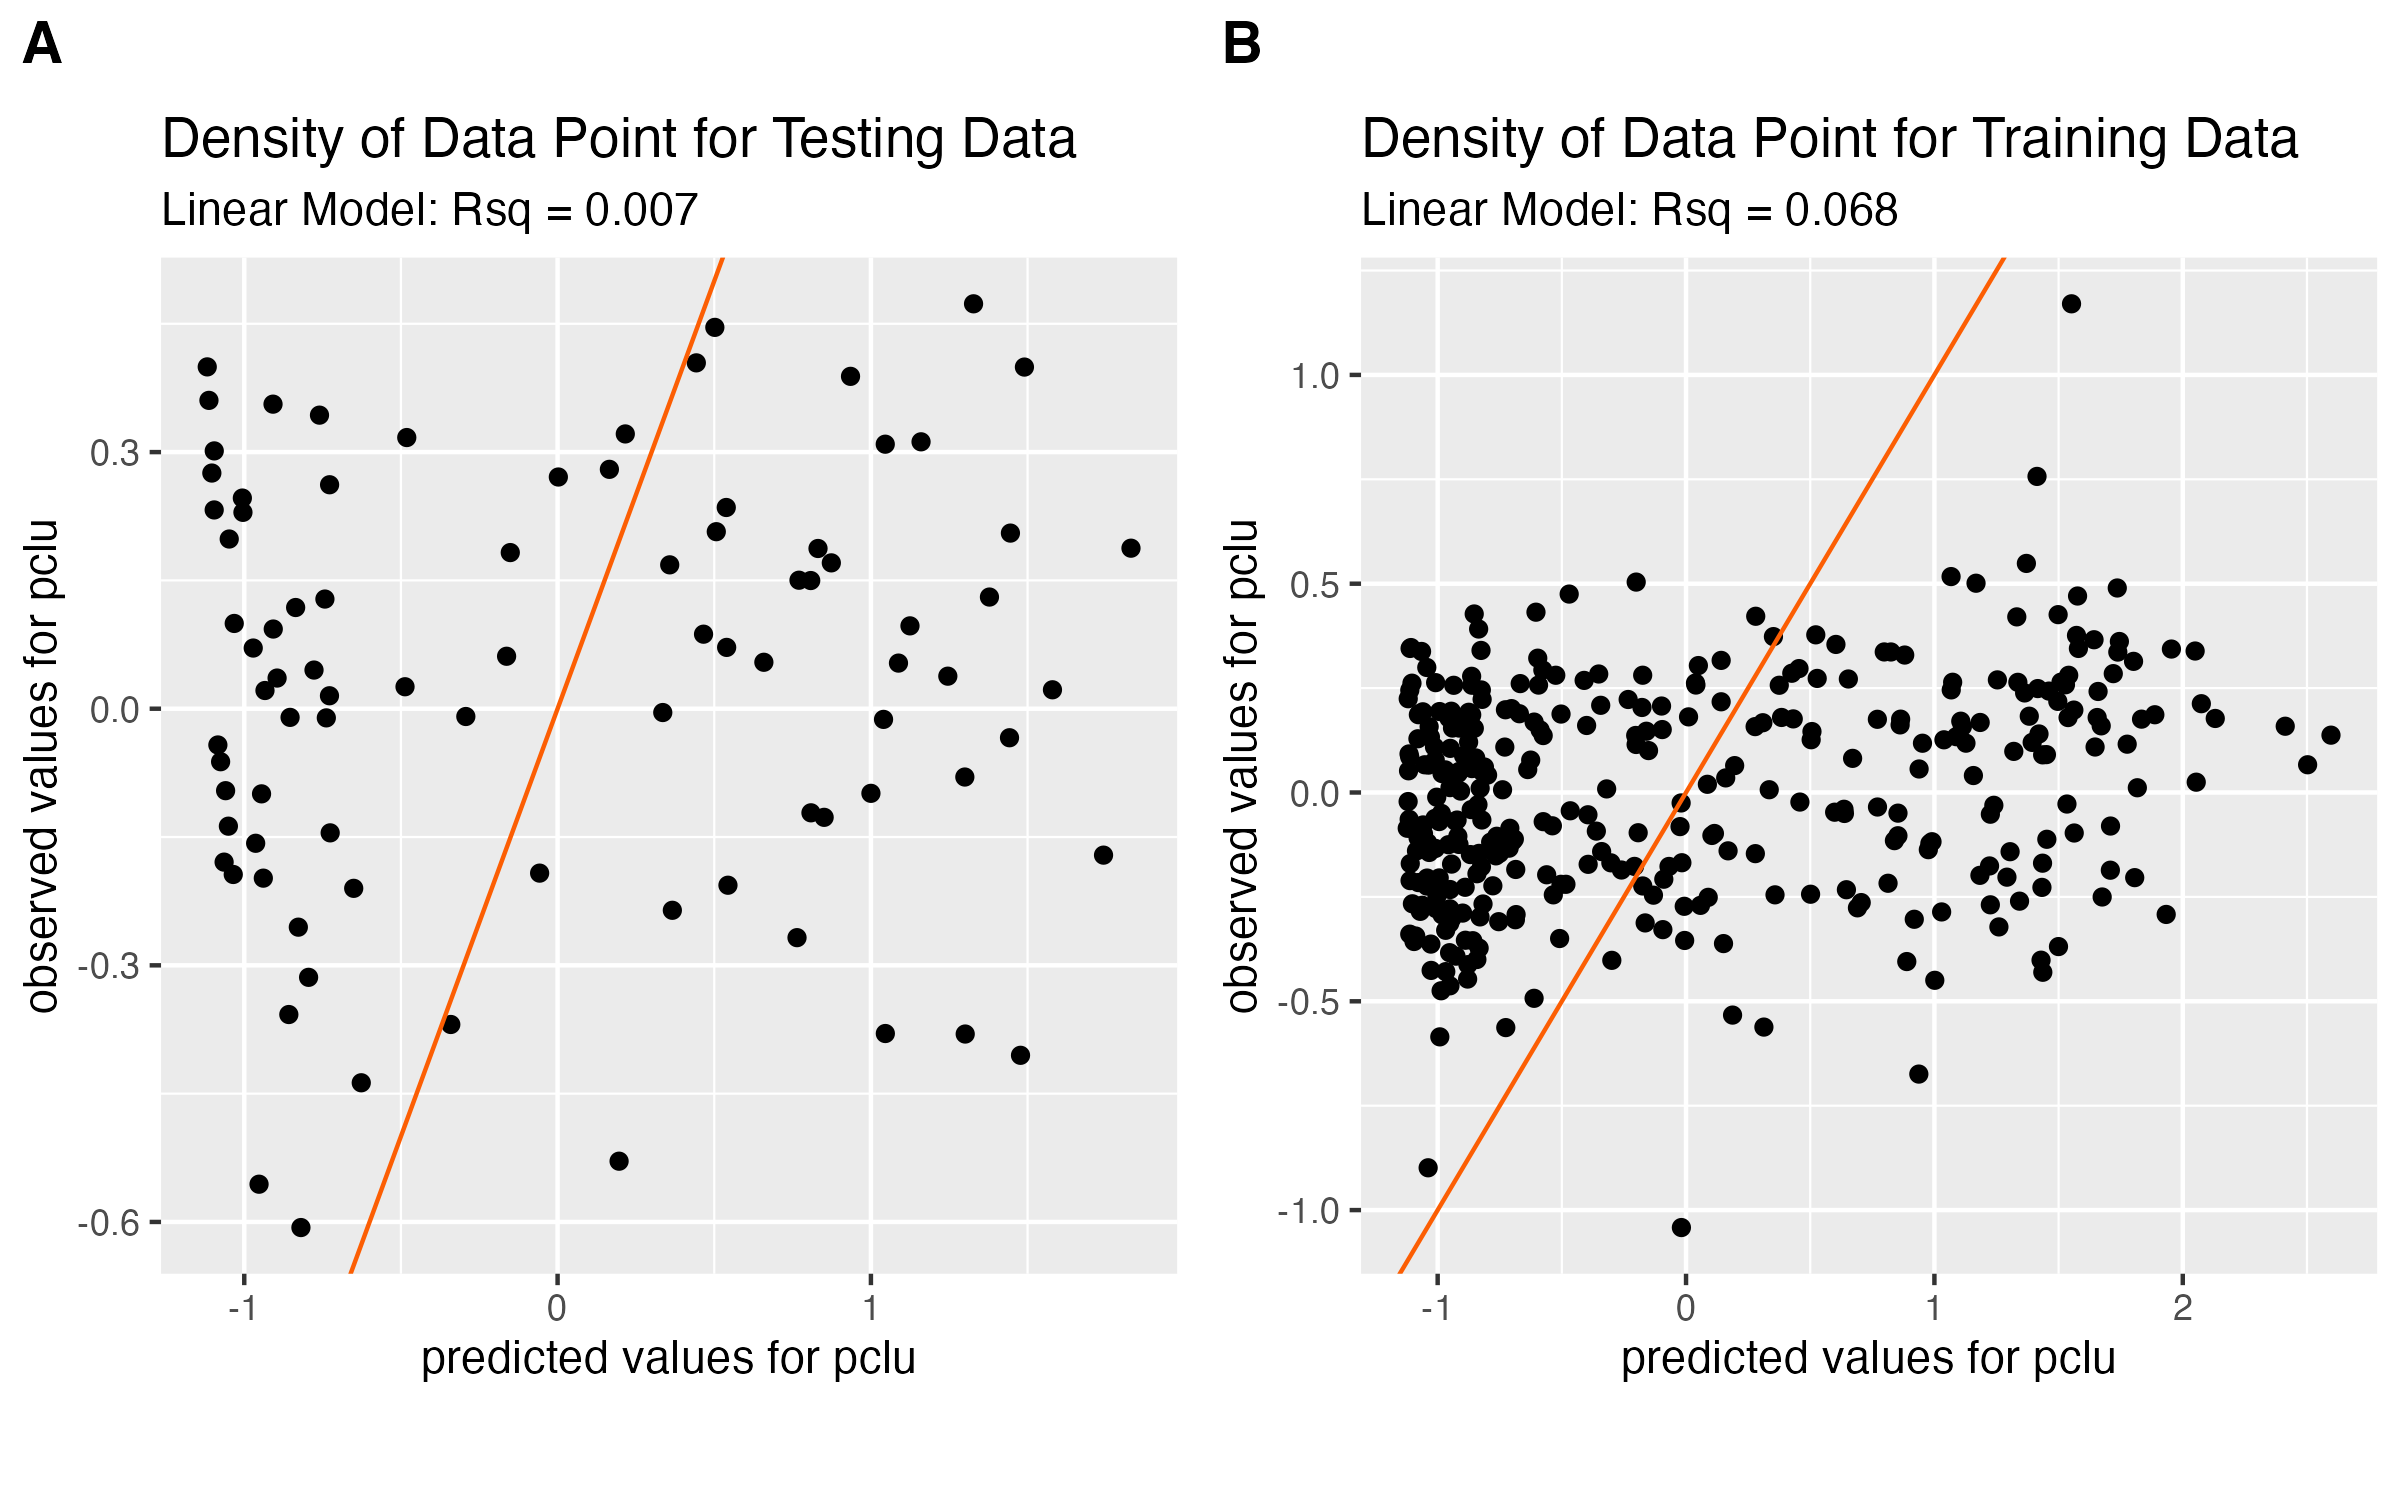 A
Density of Data Point for Testing Data
Linear Model: Rsq = 0.007
observed values for pclu
0.3
0.0
-0.3
-0.6
-1
0
1
predicted values for pclu
B
Density of Data Point for Training Data
Linear Model: Rsq = 0.068
observed values for pclu
1.0
0.5
0.0
-0.5
-1.0
-1
0
1
2
predicted values for pclu